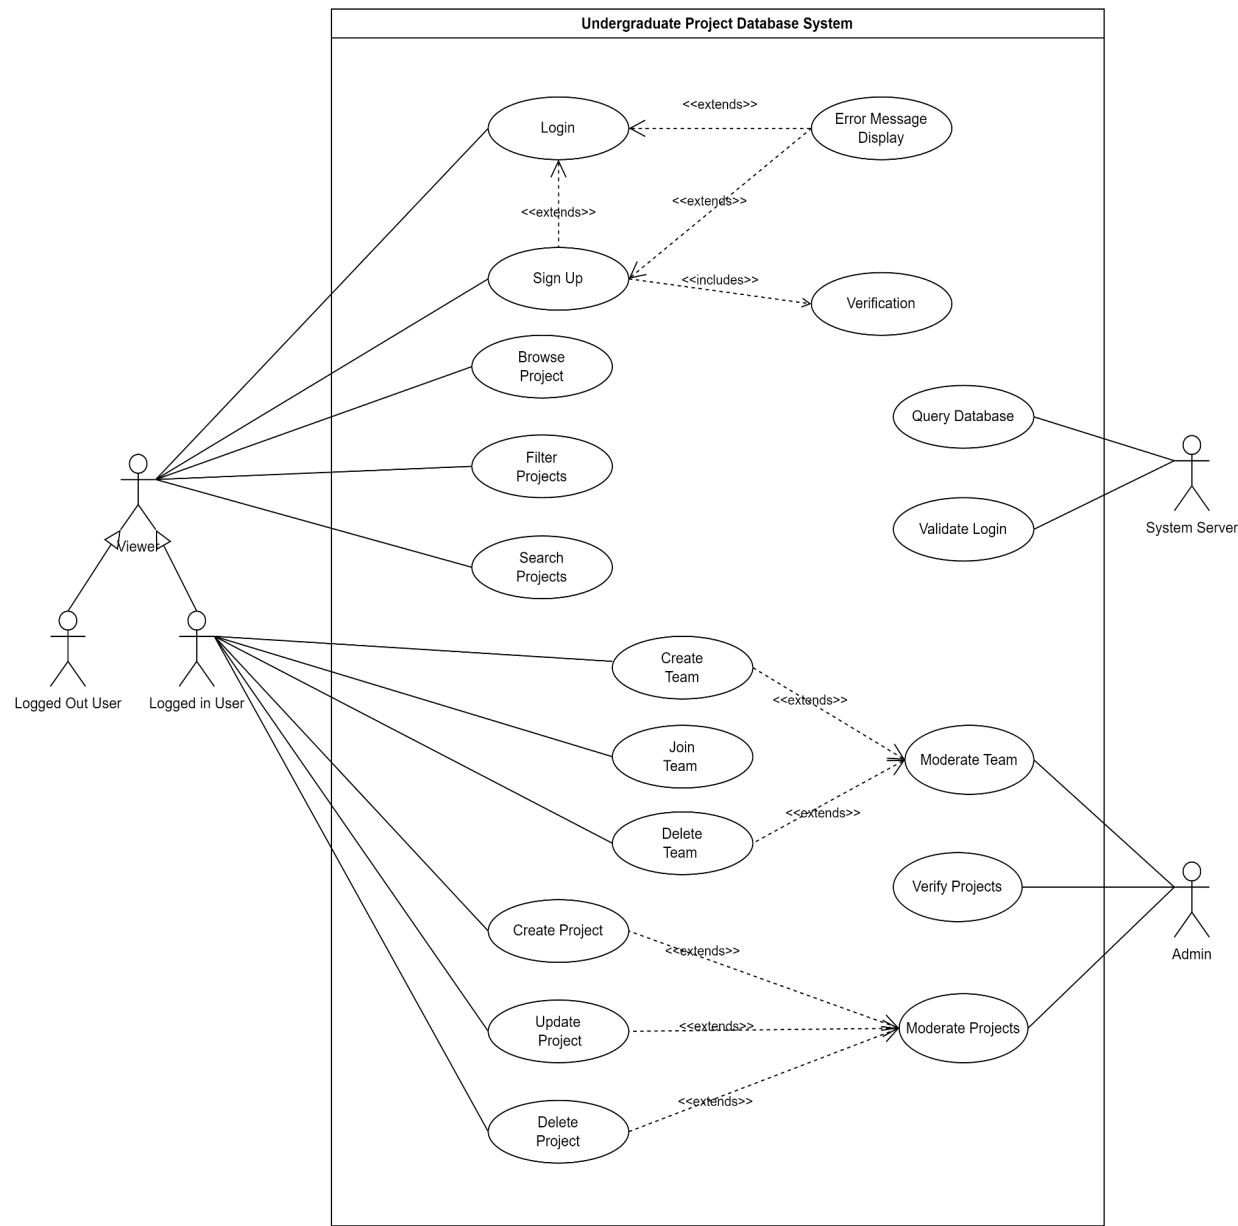 Undergraduate Project Database System
<<extends>>
Login
Error Message
Display
<<extends>>
<<extends>>
Sign Up
<<includes>>
Verification
Browse
Project
Query Database
Filter
Projects
Validate Login
System Server
Viewer
Search
Projects
Logged Out User
Logged in User
Create
Team
<<extends>>
Join
Team
Moderate Team
<<extends>>
Delete
Team
Verify Projects
Create Project
<<extends>>
Admin
Update
Project
<<extends>>
Moderate Projects
<<extends>>
Delete
Project